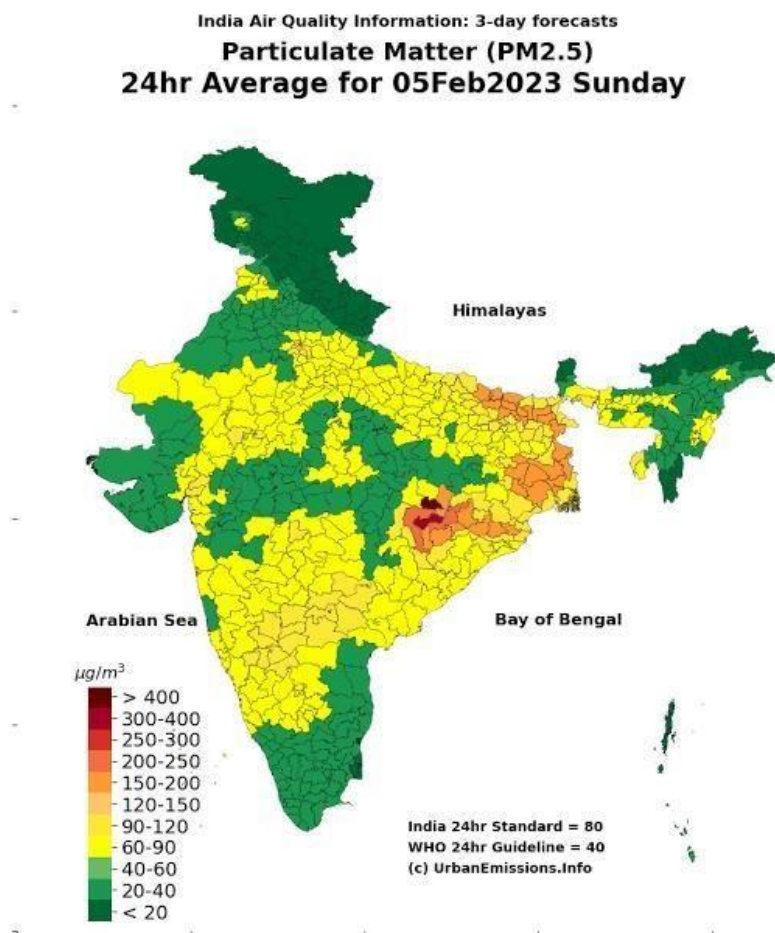 India Air Quality Information: 3-day forecasts
Particulate Matter (PM2.5)
24hr Average for 05Feb2023 Sunday
Himalayas
Arabian Sea
Bay of Bengal
µg/m³
> 400
300-400
250-300
200-250
150-200
120-150
90-120
60-90
40-60
20-40
< 20
India 24hr Standard = 80
WHO 24hr Guideline = 40
(c) UrbanEmissions.Info